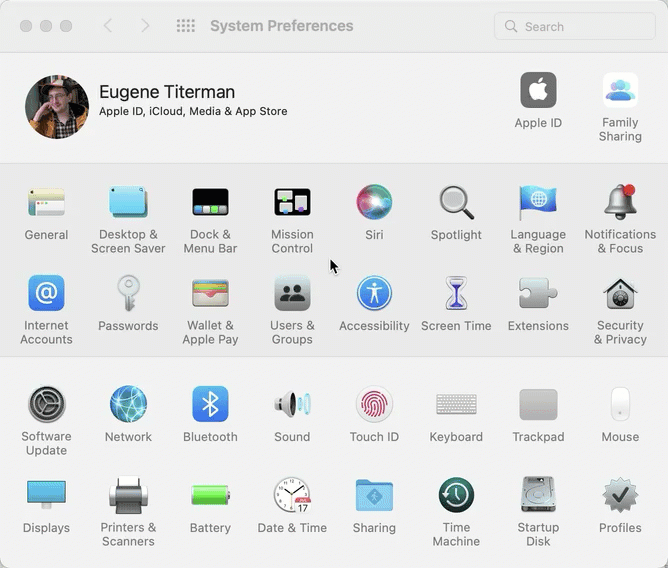 System Preferences
Search
Eugene Titerman
Apple ID, iCloud, Media & App Store
Apple ID
Family
Sharing
General
Desktop &
Screen Saver
Dock &
Menu Bar
Mission
Control
Siri
Spotlight
Language
& Region
Notifications
& Focus
Internet
Accounts
Passwords
Wallet &
Apple Pay
Users &
Groups
Accessibility
Screen Time
Extensions
Security
& Privacy
Software
Update
Network
Bluetooth
Sound
Touch ID
Keyboard
Trackpad
Mouse
Displays
Printers &
Scanners
Battery
JUL
17
Date & Time
Sharing
Time
Machine
Startup
Disk
Profiles